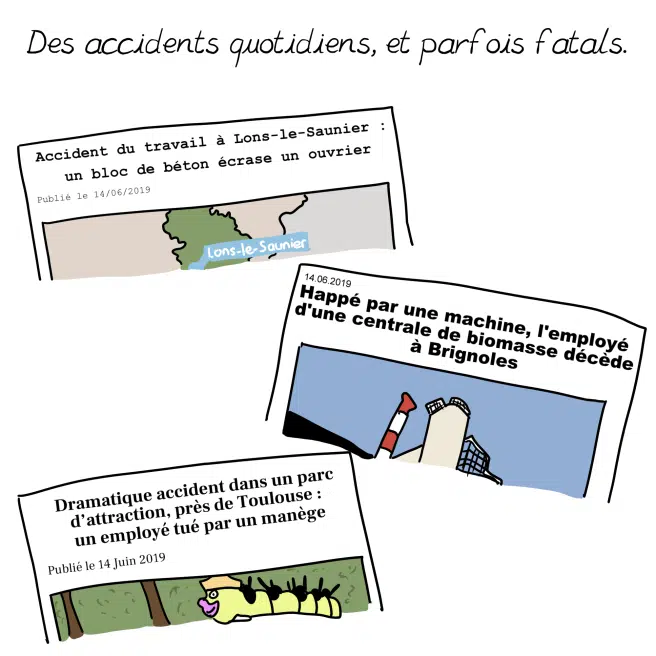 Des accidents quotidiens, et parfois fatals.
Accident du travail à Lons-le-Saunier :
un bloc de béton écrase un ouvrier
Publié le 14/06/2019
Lons-le-Saunier
14.06.2019
Happé par une machine, l'employé
d'une centrale de biomasse décède
à Brignoles
Dramatique accident dans un parc
d'attraction, près de Toulouse :
un employé tué par un manège
Publié le 14 Juin 2019